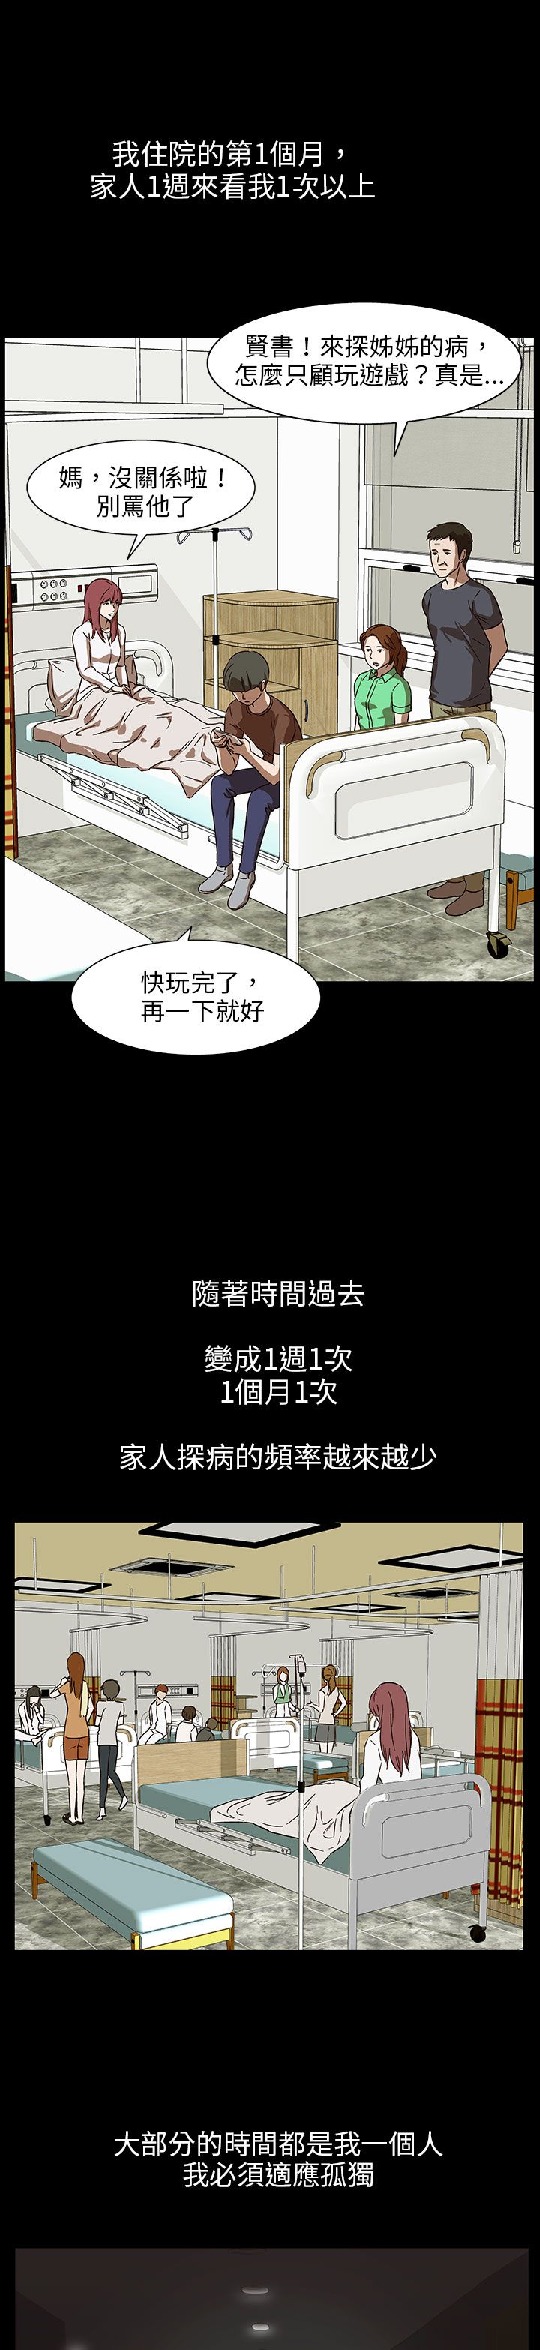 我住院的第1個月，
家人1週來看我1次以上
賢書！來探姊姊的病，
怎麼只顧玩遊戲？真是...
媽，沒關係啦！
別罵他了
快玩完了，
再一下就好
隨著時間過去
變成1週1次
1個月1次
家人探病的頻率越來越少
大部分的時間都是我一個人
我必須適應孤獨